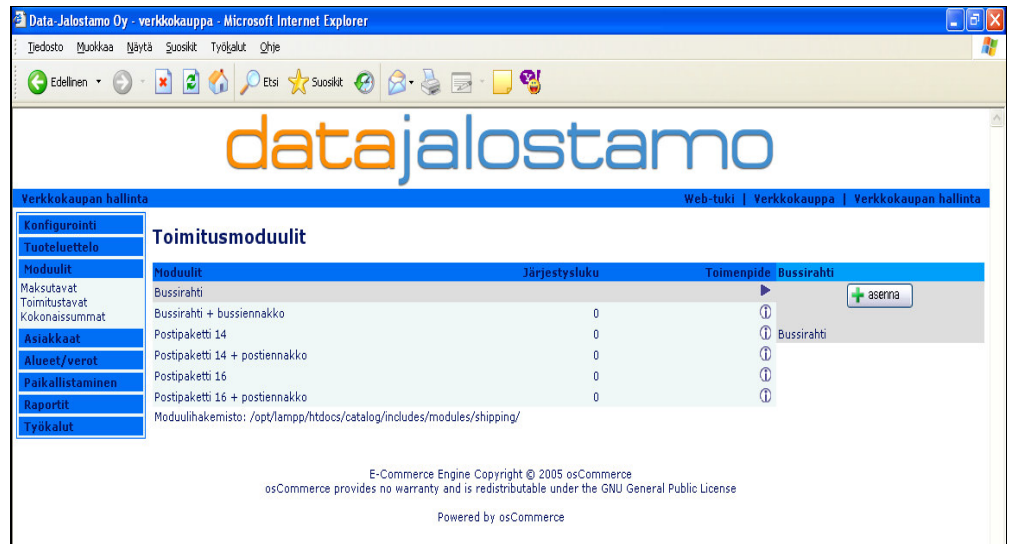 Data-Jalostamo Oy - verkkokauppa - Microsoft Internet Explorer
Tiedosto Muokkaa Näytä Suosikit Työkalut Ohje
Edellinen Etsi Suosikit
datajalostamo
Verkkokaupan hallinta Web-tuki | Verkkokauppa | Verkkokaupan hallinta
Konfigurointi
Tuoteluettelo
Moduulit
Maksutavat
Toimitustavat
Kokonaissummat
Asiakkaat
Alueet/verot
Paikallistaminen
Raportit
Työkalut
Toimitusmoduulit
Moduulit Järjestysluku Toimenpide Bussirahti
Bussirahti asenna
Bussirahti + bussiennakko 0
Postipaketti 14 0 Bussirahti
Postipaketti 14 + postiennakko 0
Postipaketti 16 0
Postipaketti 16 + postiennakko 0
Moduulihakemisto: /opt/lampp/htdocs/catalog/includes/modules/shipping/
E-Commerce Engine Copyright © 2005 osCommerce
osCommerce provides no warranty and is redistributable under the GNU General Public License
Powered by osCommerce